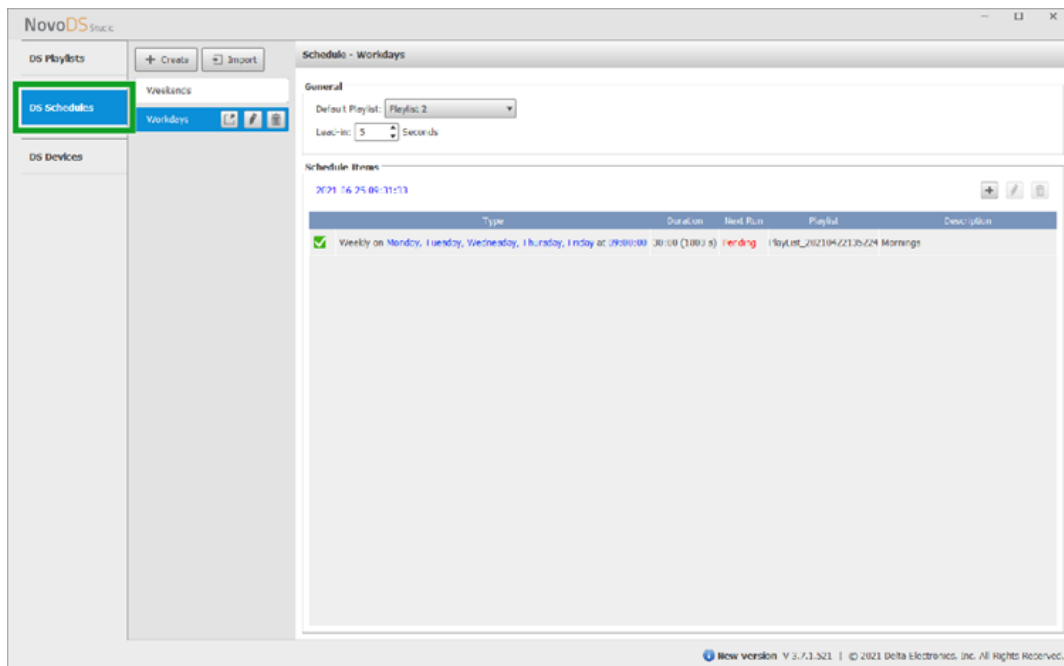 NovoDS Studio
DS Playlists
DS Schedules
DS Devices
Create
Import
Weekends
Workdays
Schedule - Workdays
General
Default Playlist: Playlist 2
Lead-in: 5 Seconds
Schedule Items
2021-06-25 09:31:33
Type Duration Next Run Playlist Description
Weekly on Monday, Tuesday, Wednesday, Thursday, Friday at 09:00:00 30:00 (1800 s) Pending PlayList_20210422135224 Mornings
New version V 3.7.1.521 | © 2021 Delta Electronics, Inc. All Rights Reserved.